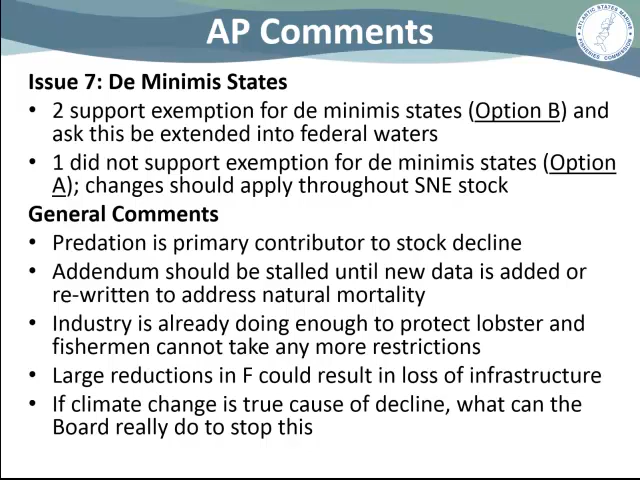 AP Comments
ATLANTIC STATES MARINE
FISHERIES COMMISSION
Issue 7: De Minimis States
• 2 support exemption for de minimis states (Option B) and
ask this be extended into federal waters
• 1 did not support exemption for de minimis states (Option
A); changes should apply throughout SNE stock
General Comments
• Predation is primary contributor to stock decline
• Addendum should be stalled until new data is added or
re-written to address natural mortality
• Industry is already doing enough to protect lobster and
fishermen cannot take any more restrictions
• Large reductions in F could result in loss of infrastructure
• If climate change is true cause of decline, what can the
Board really do to stop this